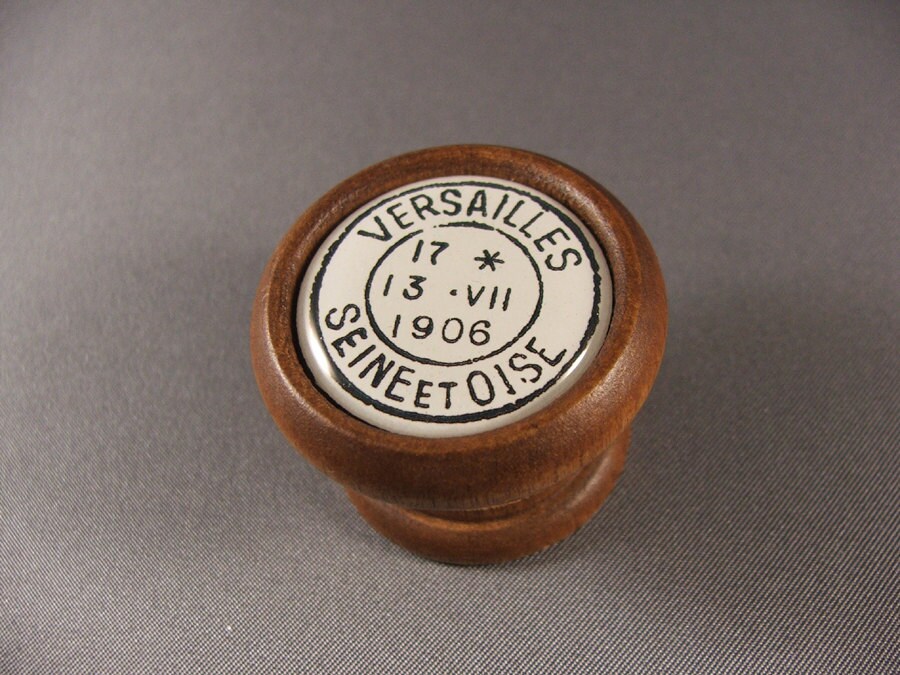 VERSAILLES
17 *
13 ·VII
1906
SEINE ET OISE